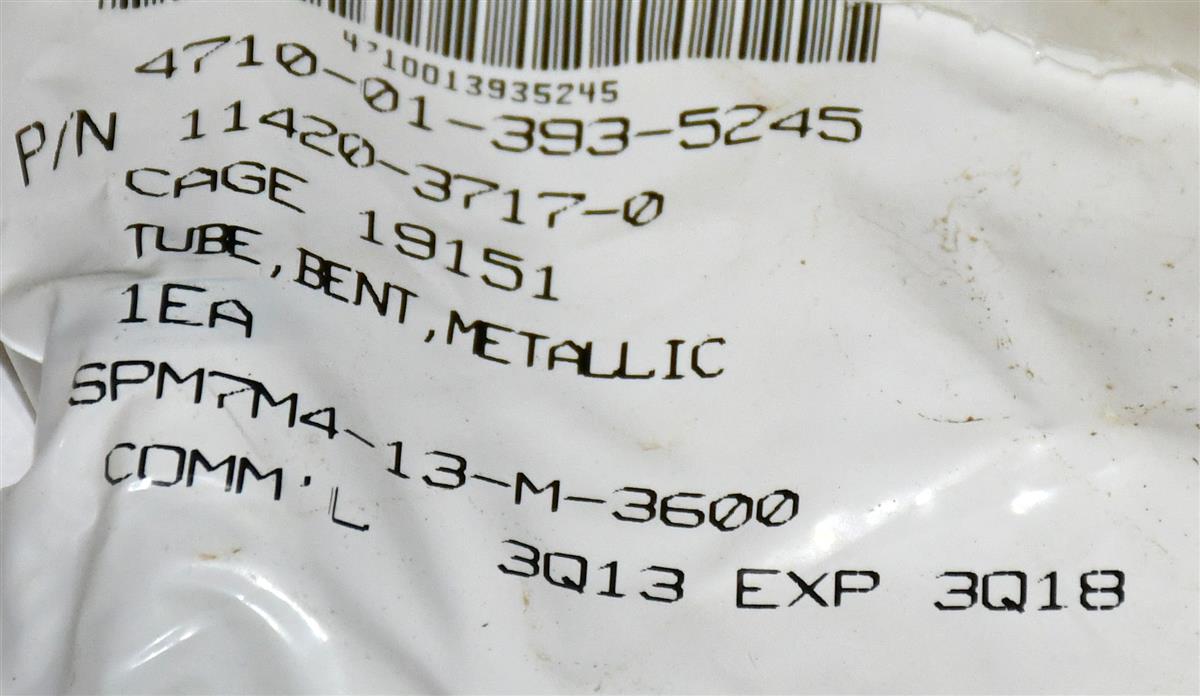 4710013935245
4710-01-393-5245
P/N 11420-3717-0
CAGE 19151
TUBE,BENT,METALLIC
1EA
SPM7M4-13-M-3600
COMM'L
3Q13 EXP 3Q18